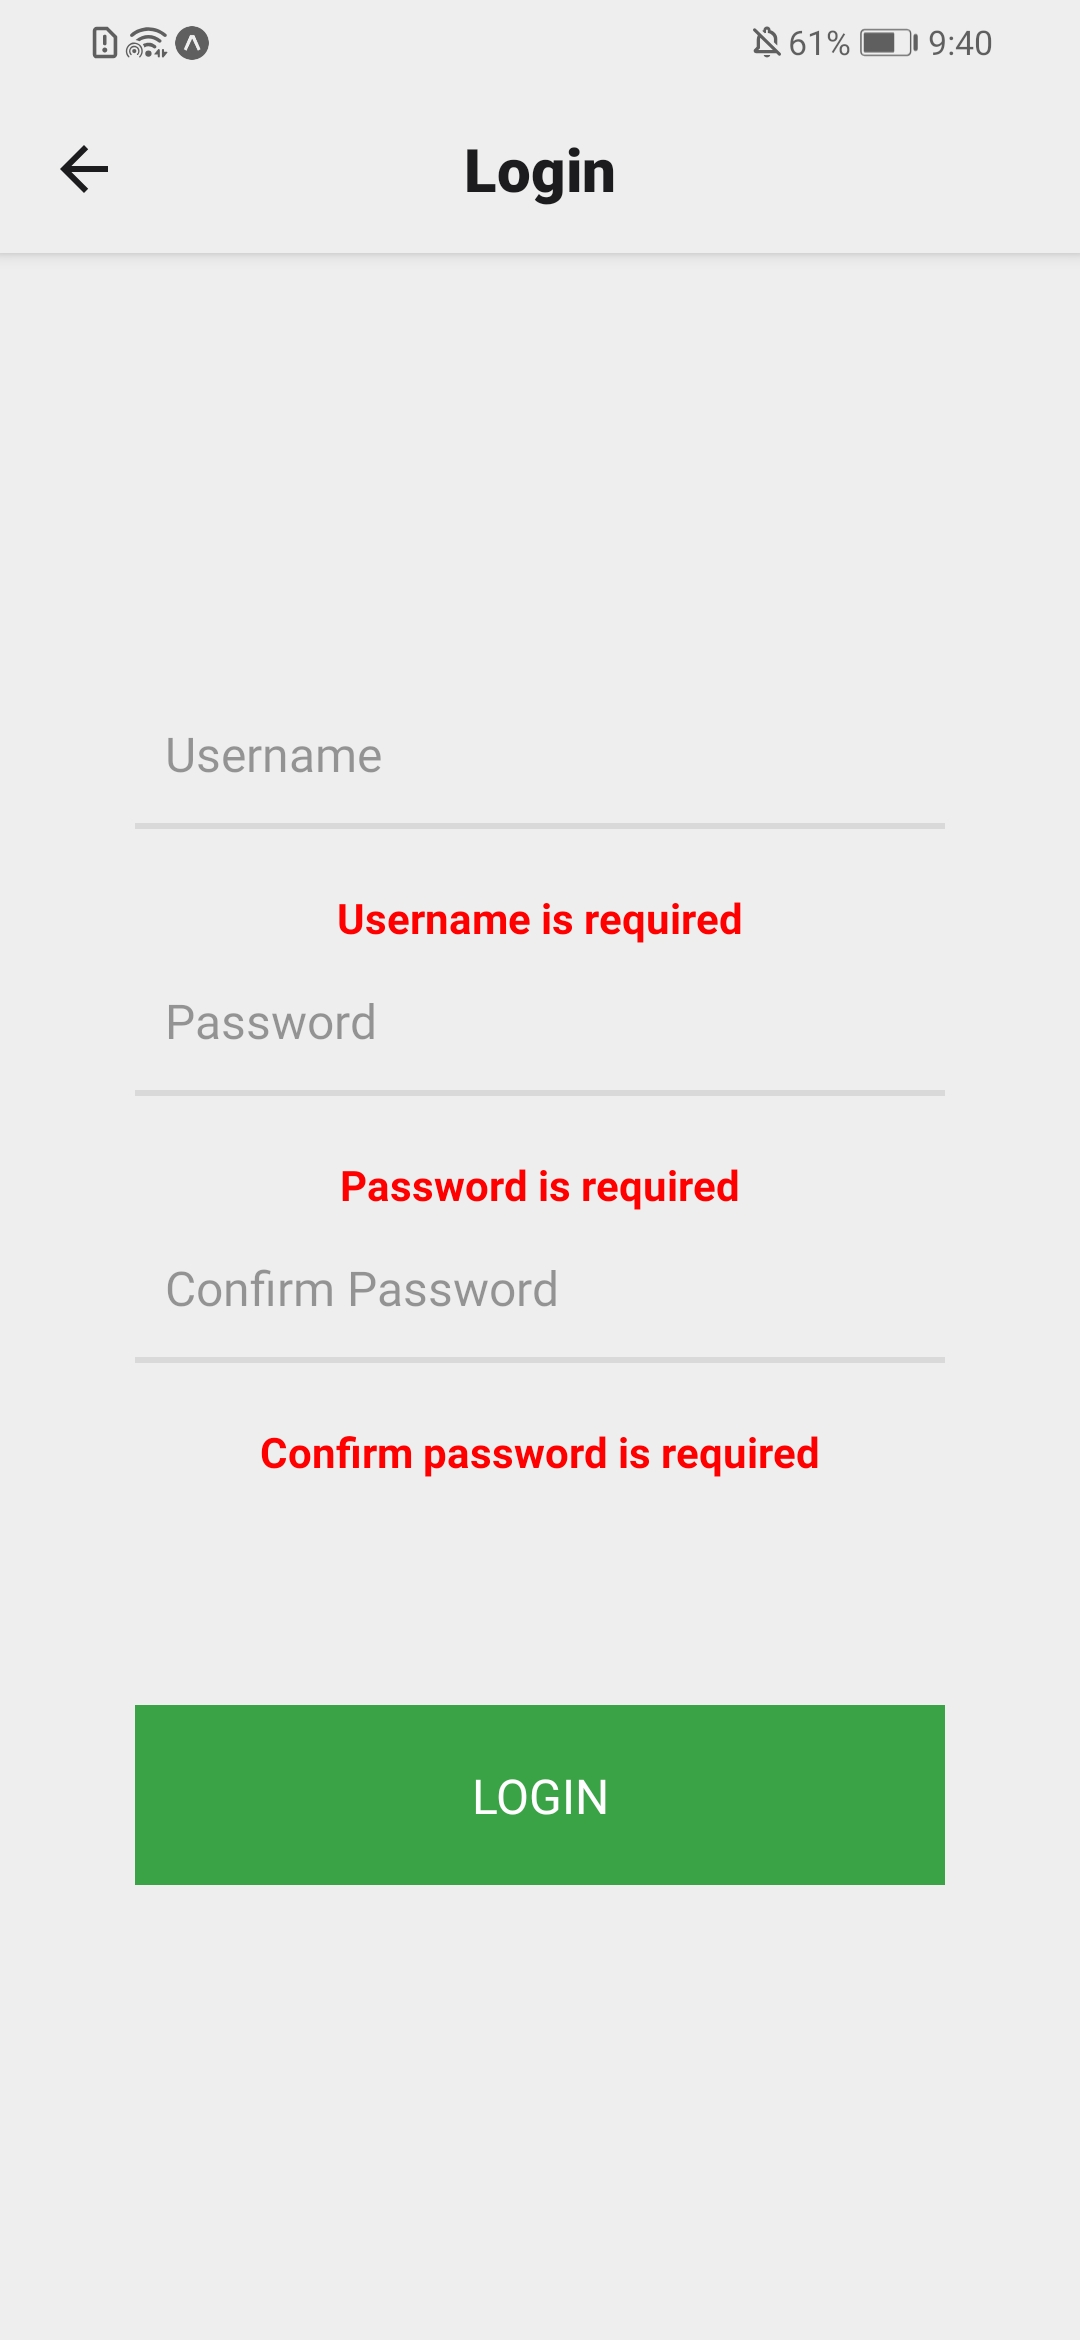 61% 9:40
Login
Username
Username is required
Password
Password is required
Confirm Password
Confirm password is required
LOGIN